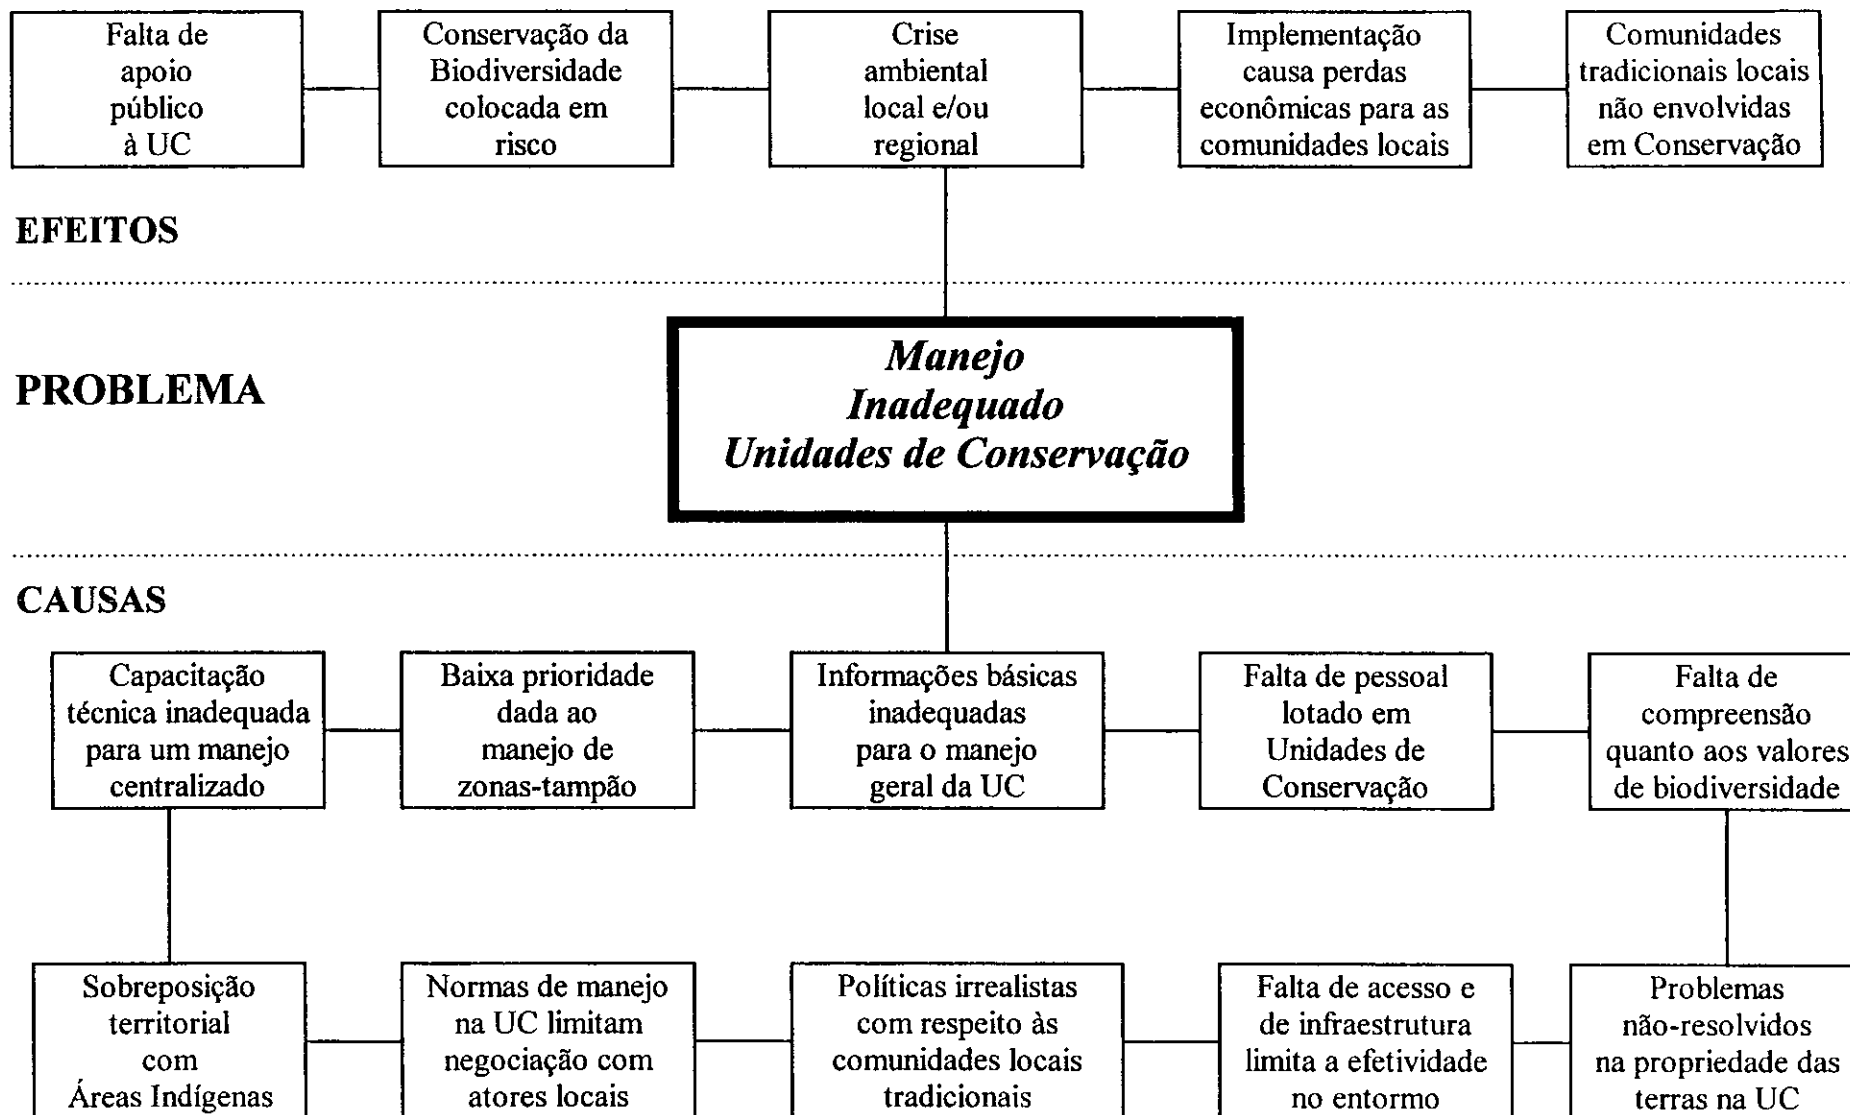 Falta de
apoio
público
à UC
Conservação da
Biodiversidade
colocada em
risco
Crise
ambiental
local e/ou
regional
Implementação
causa perdas
econômicas para as
comunidades locais
Comunidades
tradicionais locais
não envolvidas
em Conservação
EFEITOS
PROBLEMA
Manejo
Inadequado
Unidades de Conservação
CAUSAS
Capacitação
técnica inadequada
para um manejo
centralizado
Baixa prioridade
dada ao
manejo de
zonas-tampão
Informações básicas
inadequadas
para o manejo
geral da UC
Falta de pessoal
lotado em
Unidades de
Conservação
Falta de
compreensão
quanto aos valores
de biodiversidade
Sobreposição
territorial
com
Áreas Indígenas
Normas de manejo
na UC limitam
negociação com
atores locais
Políticas irrealistas
com respeito às
comunidades locais
tradicionais
Falta de acesso e
de infraestrutura
limita a efetividade
no entormo
Problemas
não-resolvidos
na propriedade das
terras na UC